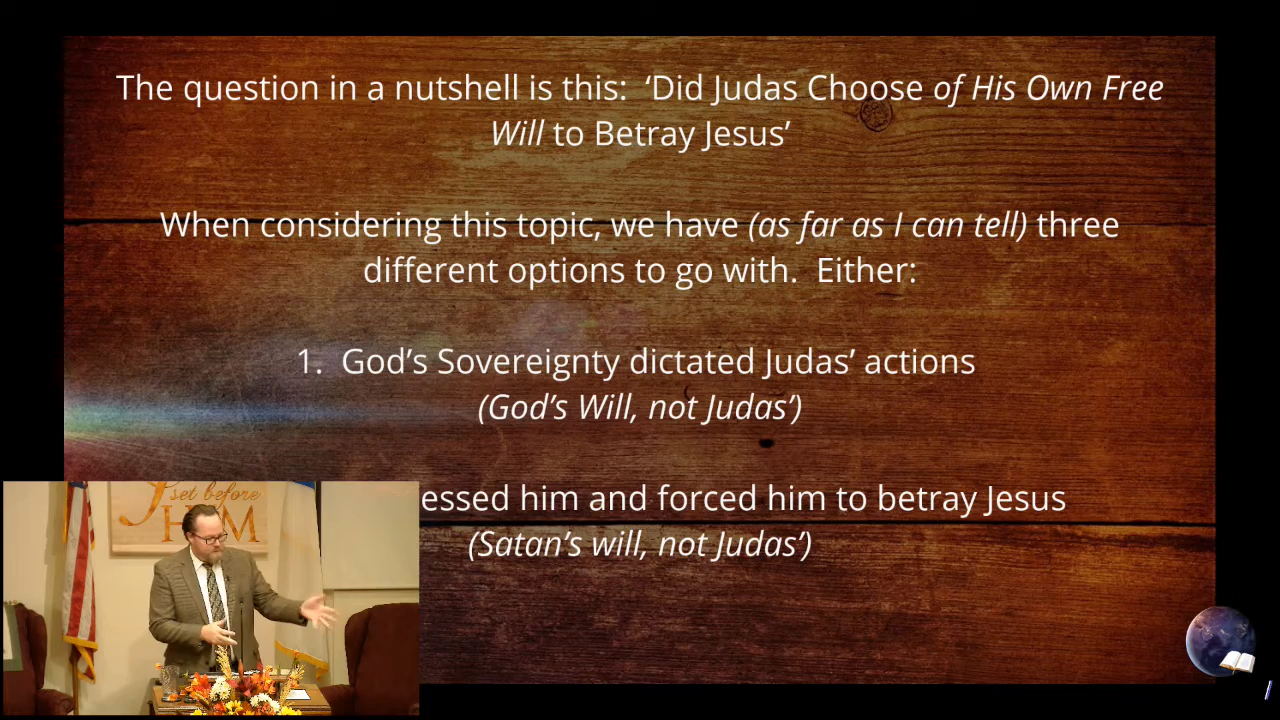 The question in a nutshell is this: ‘Did Judas Choose of His Own Free
Will to Betray Jesus’
When considering this topic, we have (as far as I can tell) three
different options to go with. Either:
1. God’s Sovereignty dictated Judas’ actions
(God’s Will, not Judas’)
essed him and forced him to betray Jesus
(Satan’s will, not Judas’)
set before
HIM